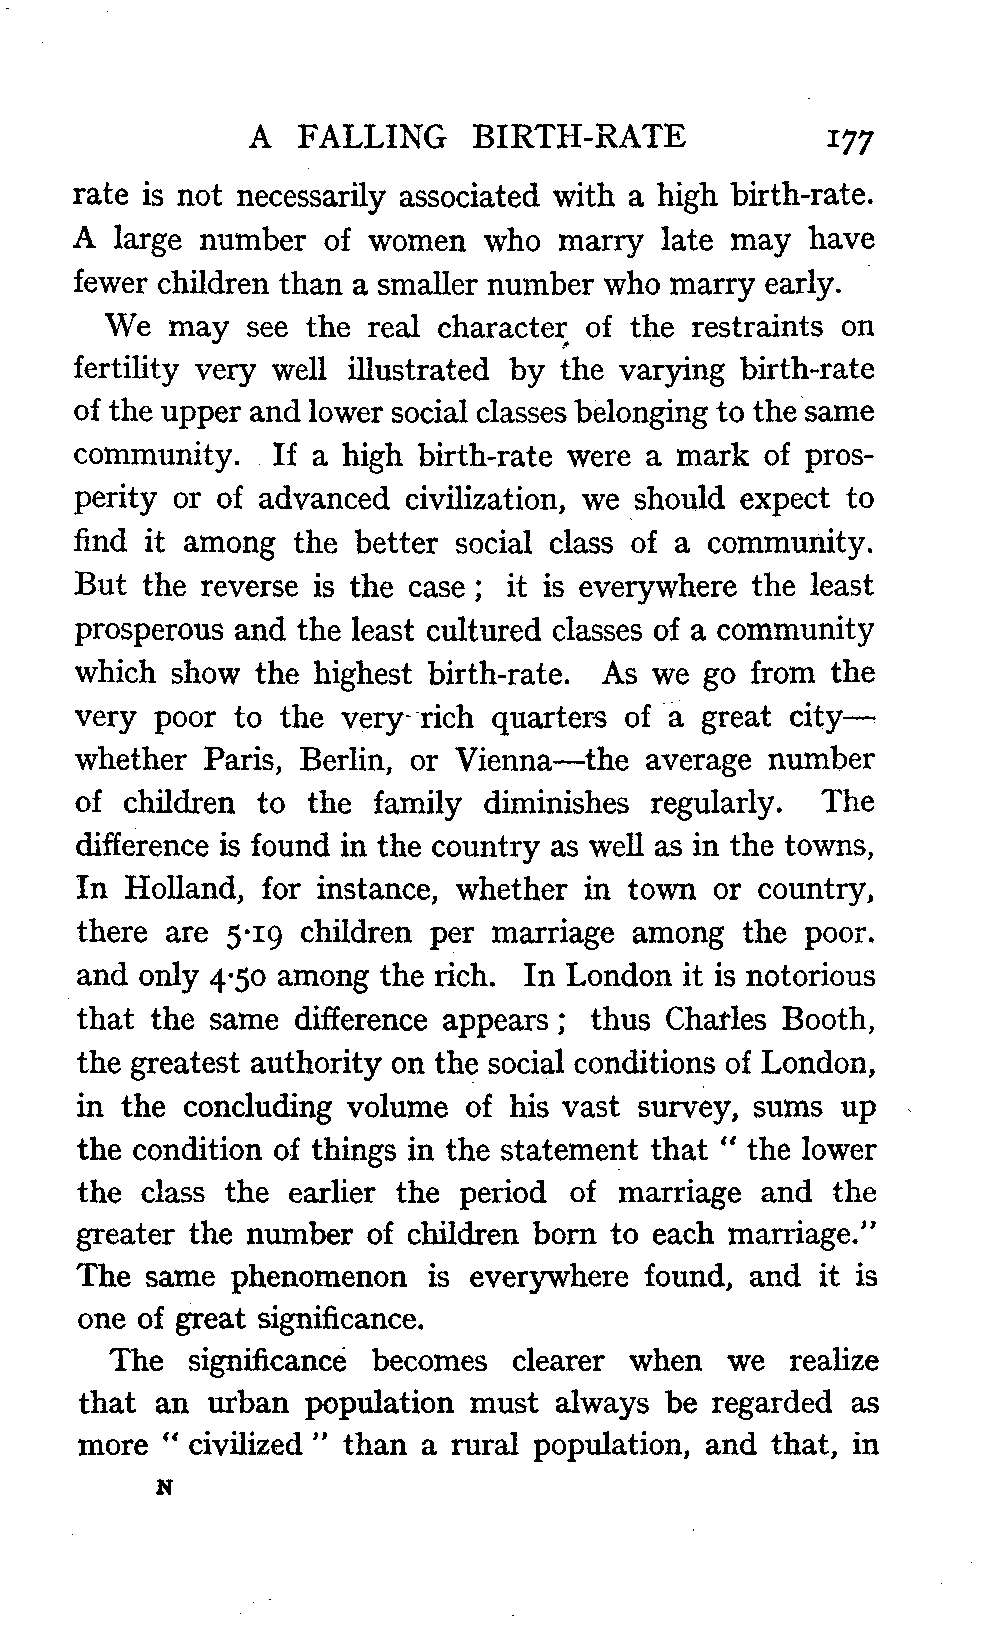 A FALLING BIRTH-RATE 177
rate is not necessarily associated with a high birth-rate.
A large number of women who marry late may have
fewer children than a smaller number who marry early.
We may see the real character of the restraints on
fertility very well illustrated by the varying birth-rate
of the upper and lower social classes belonging to the same
community. If a high birth-rate were a mark of pros-
perity or of advanced civilization, we should expect to
find it among the better social class of a community.
But the reverse is the case ; it is everywhere the least
prosperous and the least cultured classes of a community
which show the highest birth-rate. As we go from the
very poor to the very rich quarters of a great city—
whether Paris, Berlin, or Vienna—the average number
of children to the family diminishes regularly. The
difference is found in the country as well as in the towns,
In Holland, for instance, whether in town or country,
there are 5·19 children per marriage among the poor.
and only 4·50 among the rich. In London it is notorious
that the same difference appears ; thus Charles Booth,
the greatest authority on the social conditions of London,
in the concluding volume of his vast survey, sums up
the condition of things in the statement that “ the lower
the class the earlier the period of marriage and the
greater the number of children born to each marriage.”
The same phenomenon is everywhere found, and it is
one of great significance.
The significance becomes clearer when we realize
that an urban population must always be regarded as
more “ civilized ” than a rural population, and that, in
N